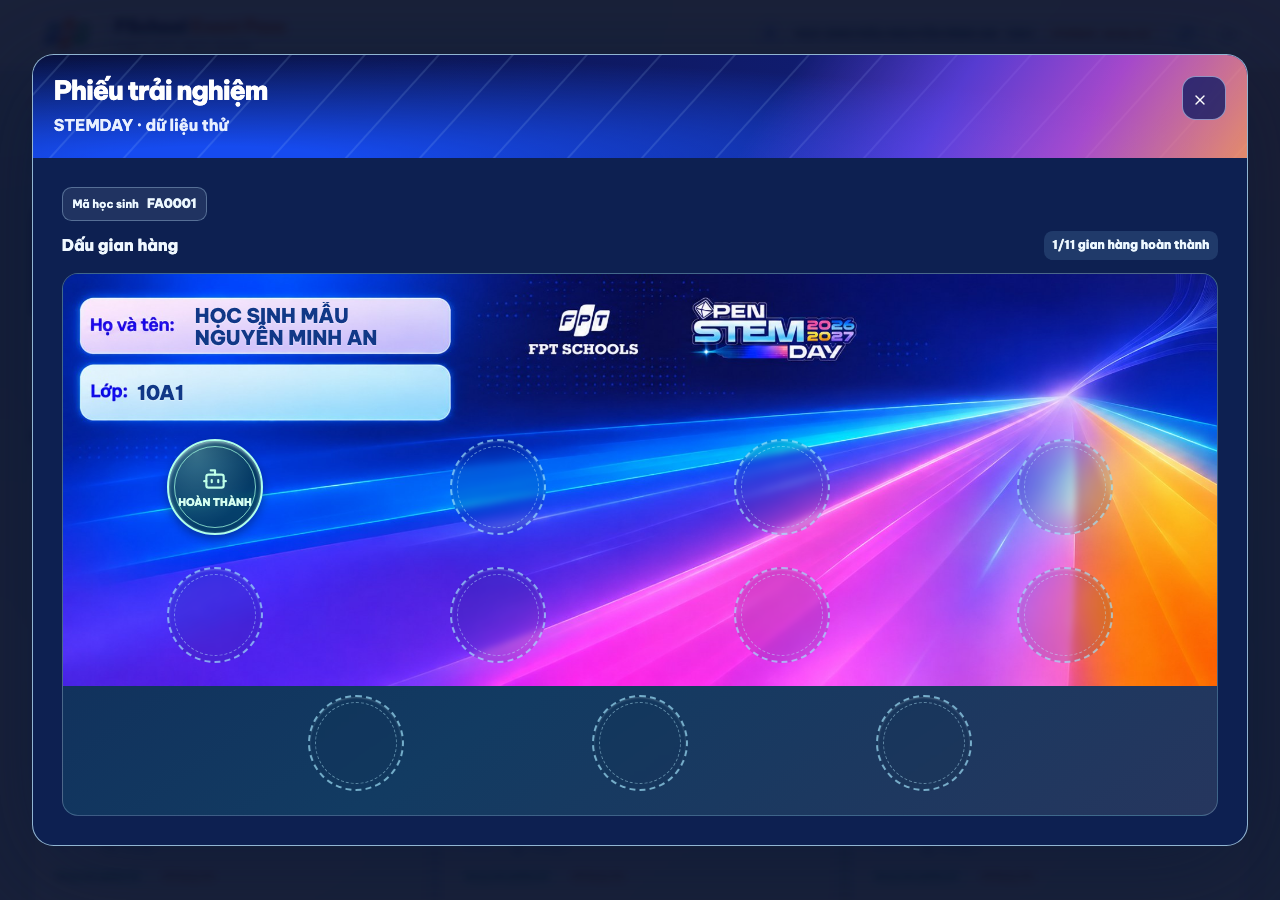 Phiếu trải nghiệm
STEMDAY · dữ liệu thử
×
Mã học sinh FA0001
Dấu gian hàng
1/11 gian hàng hoàn thành
Họ và tên: HỌC SINH MẪU
NGUYỄN MINH AN
FPT
FPT SCHOOLS
OPEN
STEM 2026
2027
DAY
Lớp: 10A1
HOÀN THÀNH